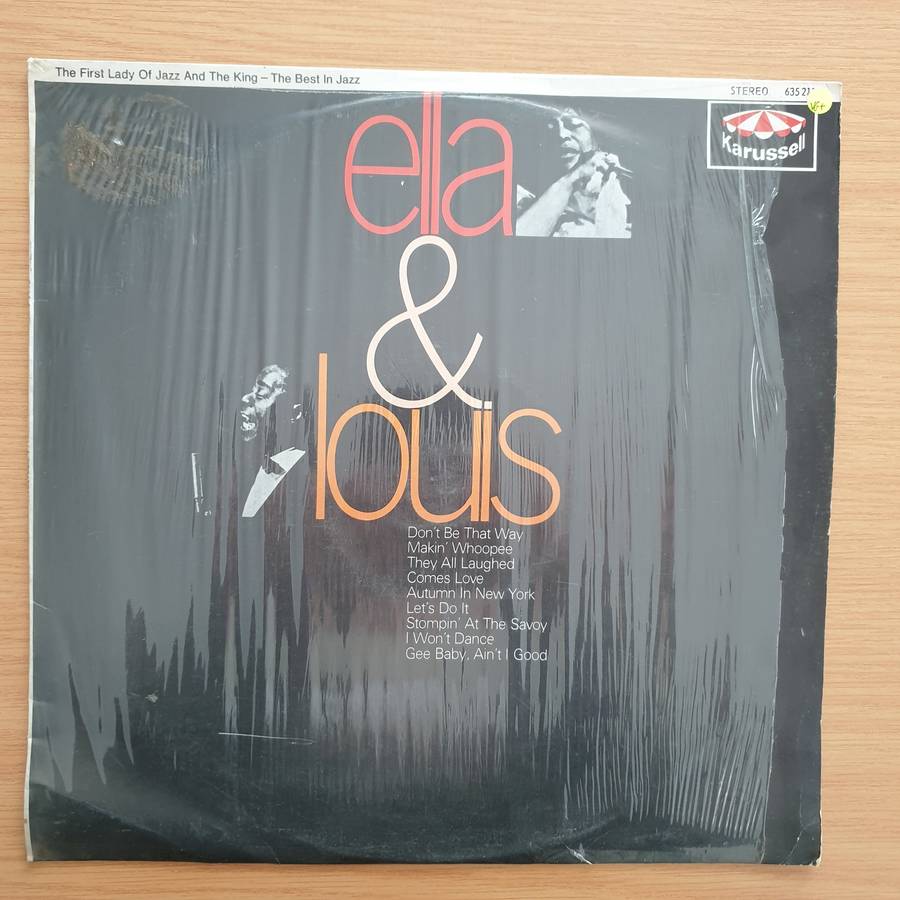 The First Lady Of Jazz And The King – The Best In Jazz
STEREO
VG+
Karussell
ella
&
louis
Don't Be That Way
Makin' Whoopee
They All Laughed
Comes Love
Autumn In New York
Let's Do It
Stompin' At The Savoy
I Won't Dance
Gee Baby, Ain't I Good